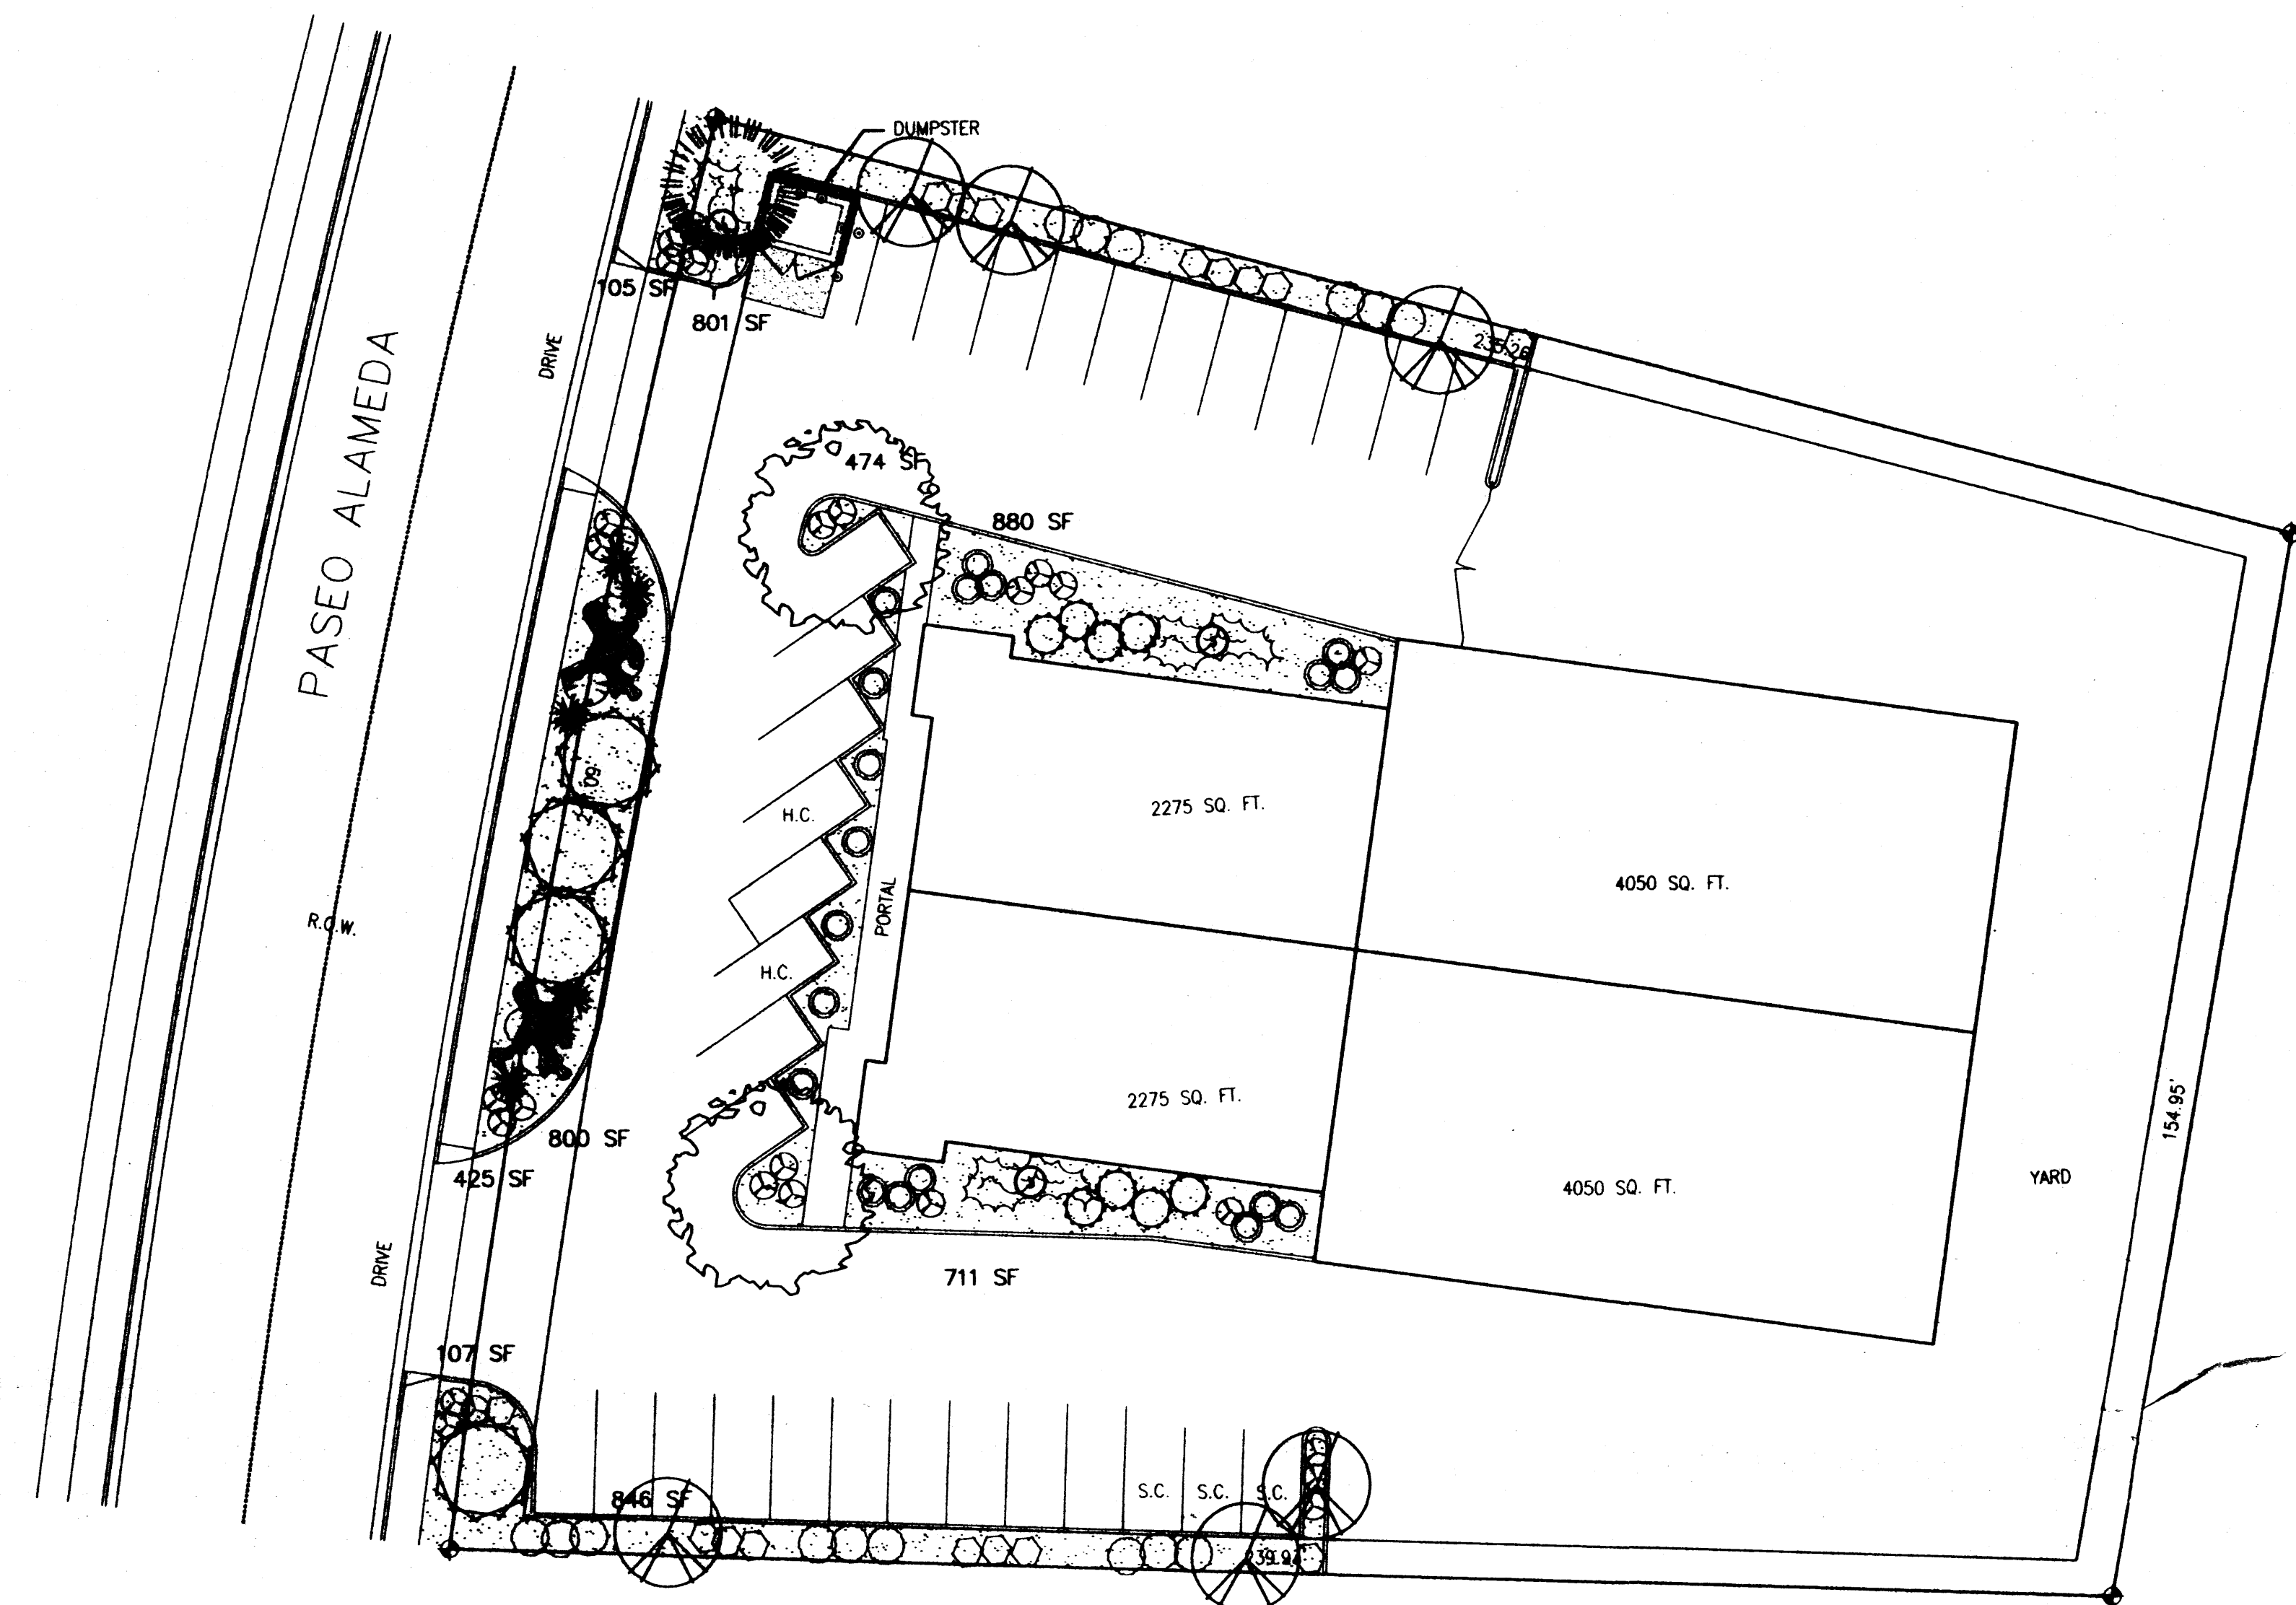 DUMPSTER
105 SF
801 SF
DRIVE
235.26
PASEO ALAMEDA
474 SF
880 SF
H.C.
2275 SQ. FT.
4050 SQ. FT.
PORTAL
R.O.W.
H.C.
2275 SQ. FT.
4050 SQ. FT.
154.95'
YARD
800 SF
425 SF
711 SF
DRIVE
107 SF
846 SF
S.C.
S.C.
S.C.